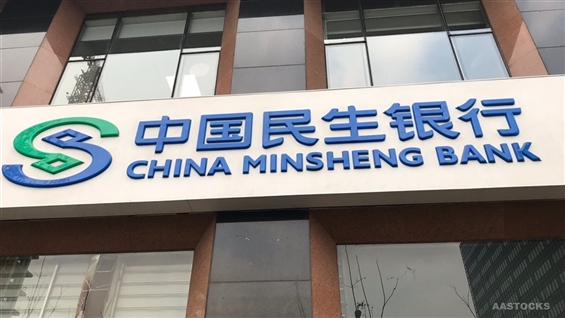 中国民生银行
CHINA MINSHENG BANK
AASTOCKS